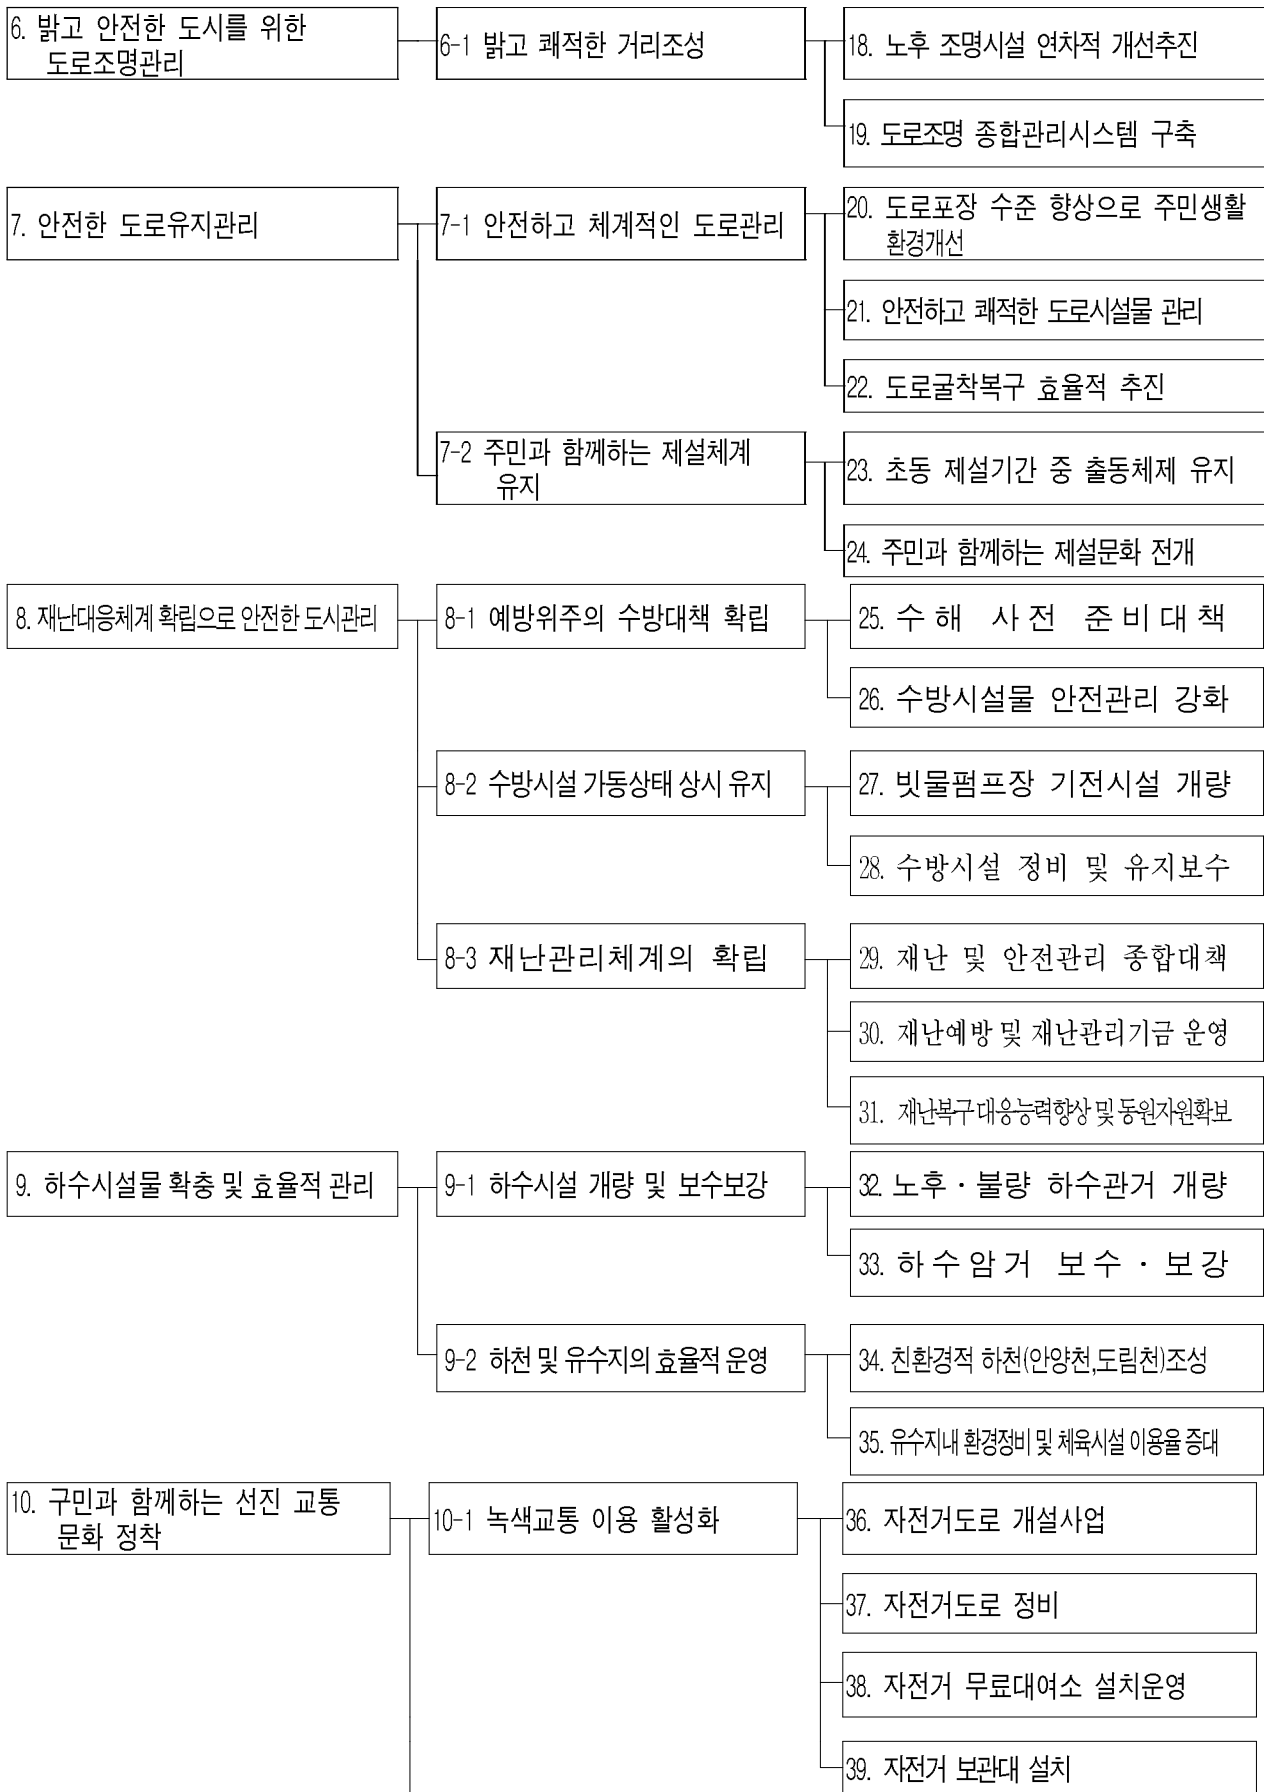 6. 밝고 안전한 도시를 위한
도로조명관리
6-1 밝고 쾌적한 거리조성
18. 노후 조명시설 연차적 개선추진
19. 도로조명 종합관리시스템 구축
7. 안전한 도로유지관리
7-1 안전하고 체계적인 도로관리
20. 도로포장 수준 향상으로 주민생활
환경개선
21. 안전하고 쾌적한 도로시설물 관리
22. 도로굴착복구 효율적 추진
7-2 주민과 함께하는 제설체계
유지
23. 초동 제설기간 중 출동체제 유지
24. 주민과 함께하는 제설문화 전개
8. 재난대응체계 확립으로 안전한 도시관리
8-1 예방위주의 수방대책 확립
25. 수해 사전 준비대책
26. 수방시설물 안전관리 강화
8-2 수방시설 가동상태 상시 유지
27. 빗물펌프장 기전시설 개량
28. 수방시설 정비 및 유지보수
8-3 재난관리체계의 확립
29. 재난 및 안전관리 종합대책
30. 재난예방 및 재난관리기금 운영
31. 재난복구 대응능력향상 및 동원자원확보
9. 하수시설물 확충 및 효율적 관리
9-1 하수시설 개량 및 보수보강
32. 노후·불량 하수관거 개량
33. 하수암거 보수·보강
9-2 하천 및 유수지의 효율적 운영
34. 친환경적 하천(안양천,도림천)조성
35. 유수지내 환경정비 및 체육시설 이용율 증대
10. 구민과 함께하는 선진 교통
문화 정착
10-1 녹색교통 이용 활성화
36. 자전거도로 개설사업
37. 자전거도로 정비
38. 자전거 무료대여소 설치운영
39. 자전거 보관대 설치